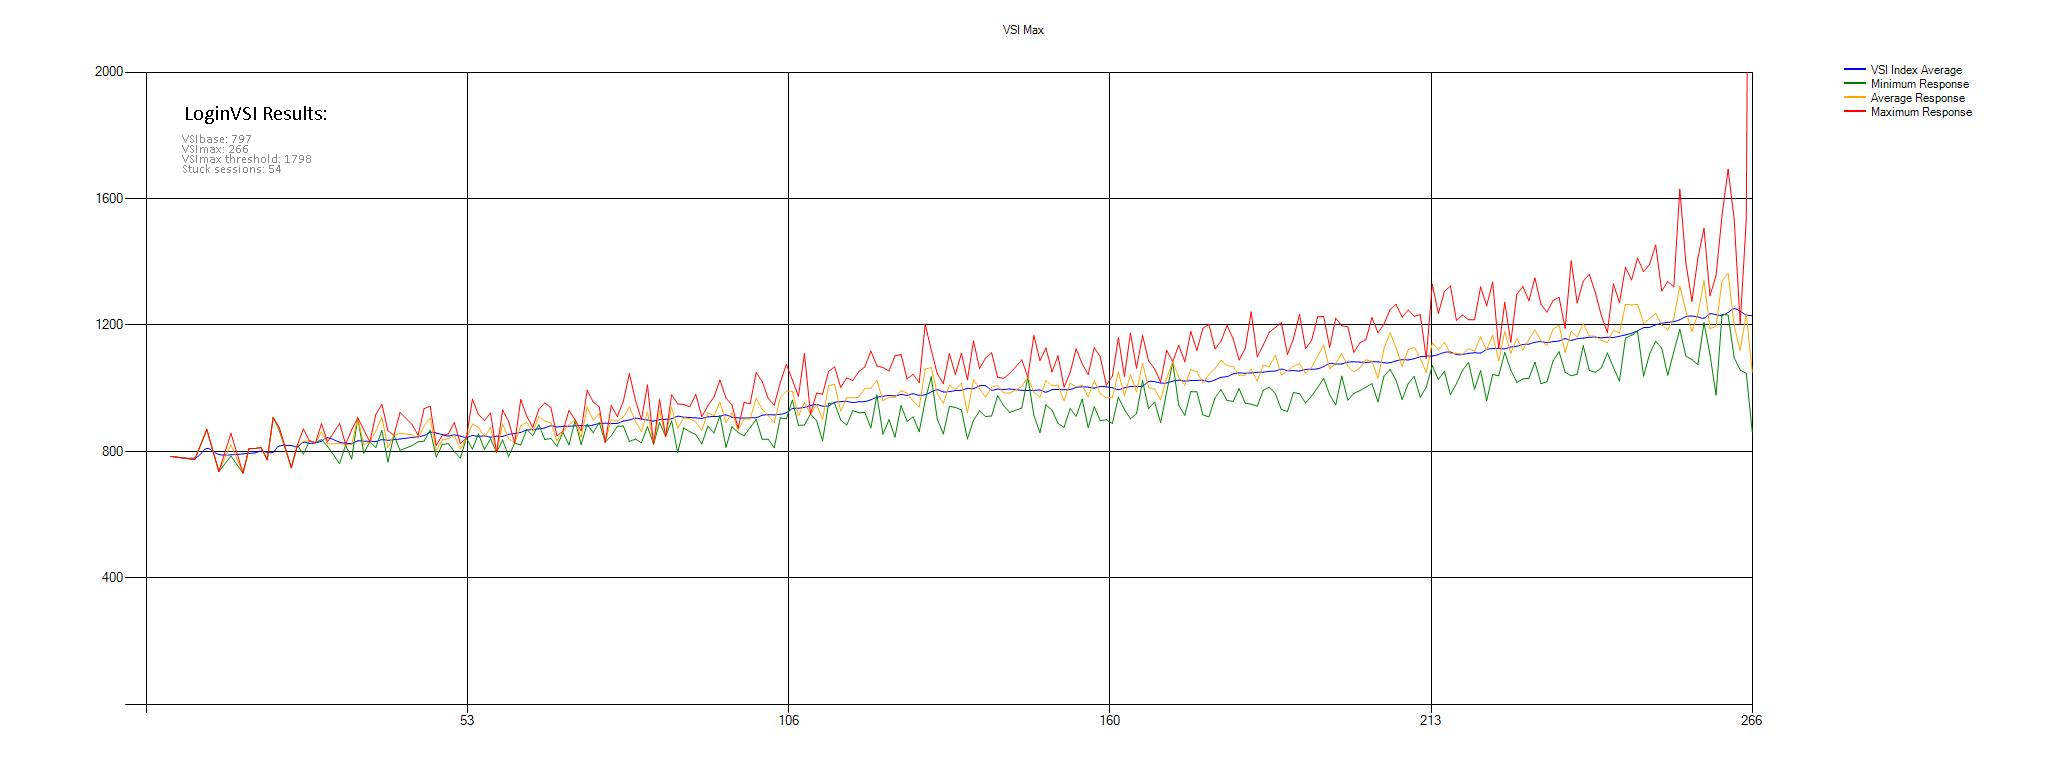 VSI Max
2000
1600
1200
800
400
LoginVSI Results:
VSIbase: 797
VSImax: 266
VSImax threshold: 1798
Stuck sessions: 54
53
106
160
213
266
VSI Index Average
Minimum Response
Average Response
Maximum Response